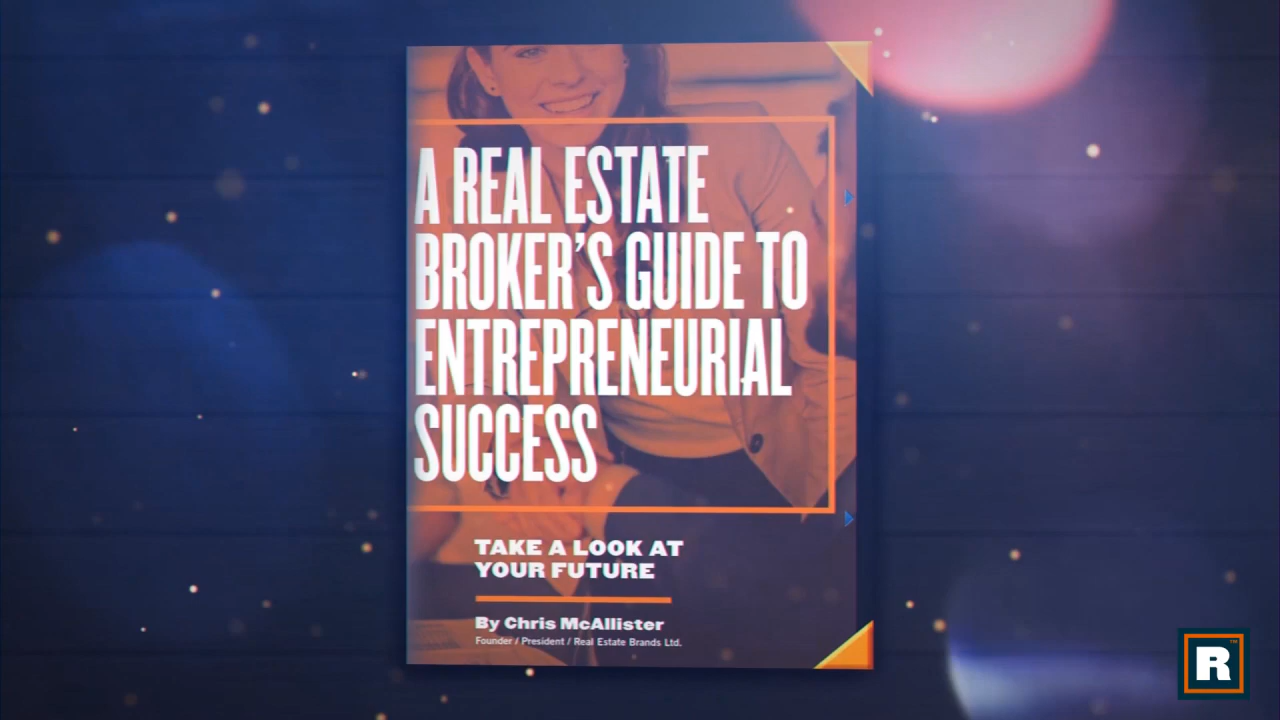 A REAL ESTATE
BROKER'S GUIDE TO
ENTREPRENEURIAL
SUCCESS
TAKE A LOOK AT
YOUR FUTURE
By Chris McAllister
Founder / President / Real Estate Brands Ltd.
R™